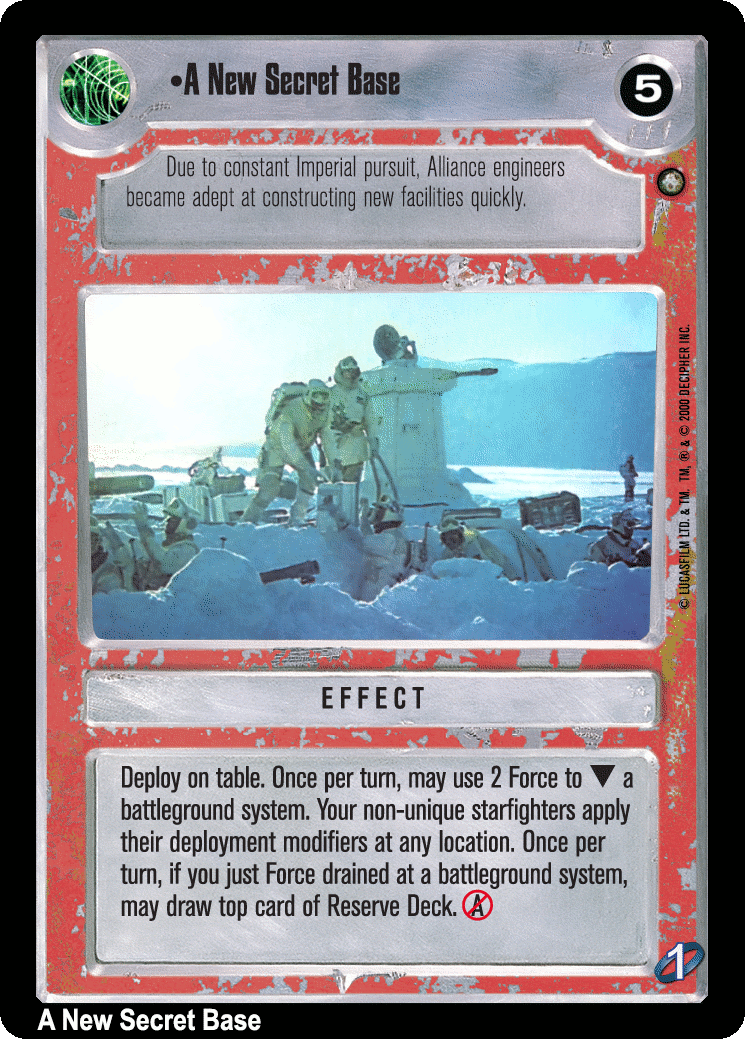 •A New Secret Base
5
Due to constant Imperial pursuit, Alliance engineers
became adept at constructing new facilities quickly.
© LUCASFILM LTD. & TM. TM, ® & © 2000 DECIPHER INC.
EFFECT
Deploy on table. Once per turn, may use 2 Force to ▼ a
battleground system. Your non-unique starfighters apply
their deployment modifiers at any location. Once per
turn, if you just Force drained at a battleground system,
may draw top card of Reserve Deck. A
1
A New Secret Base